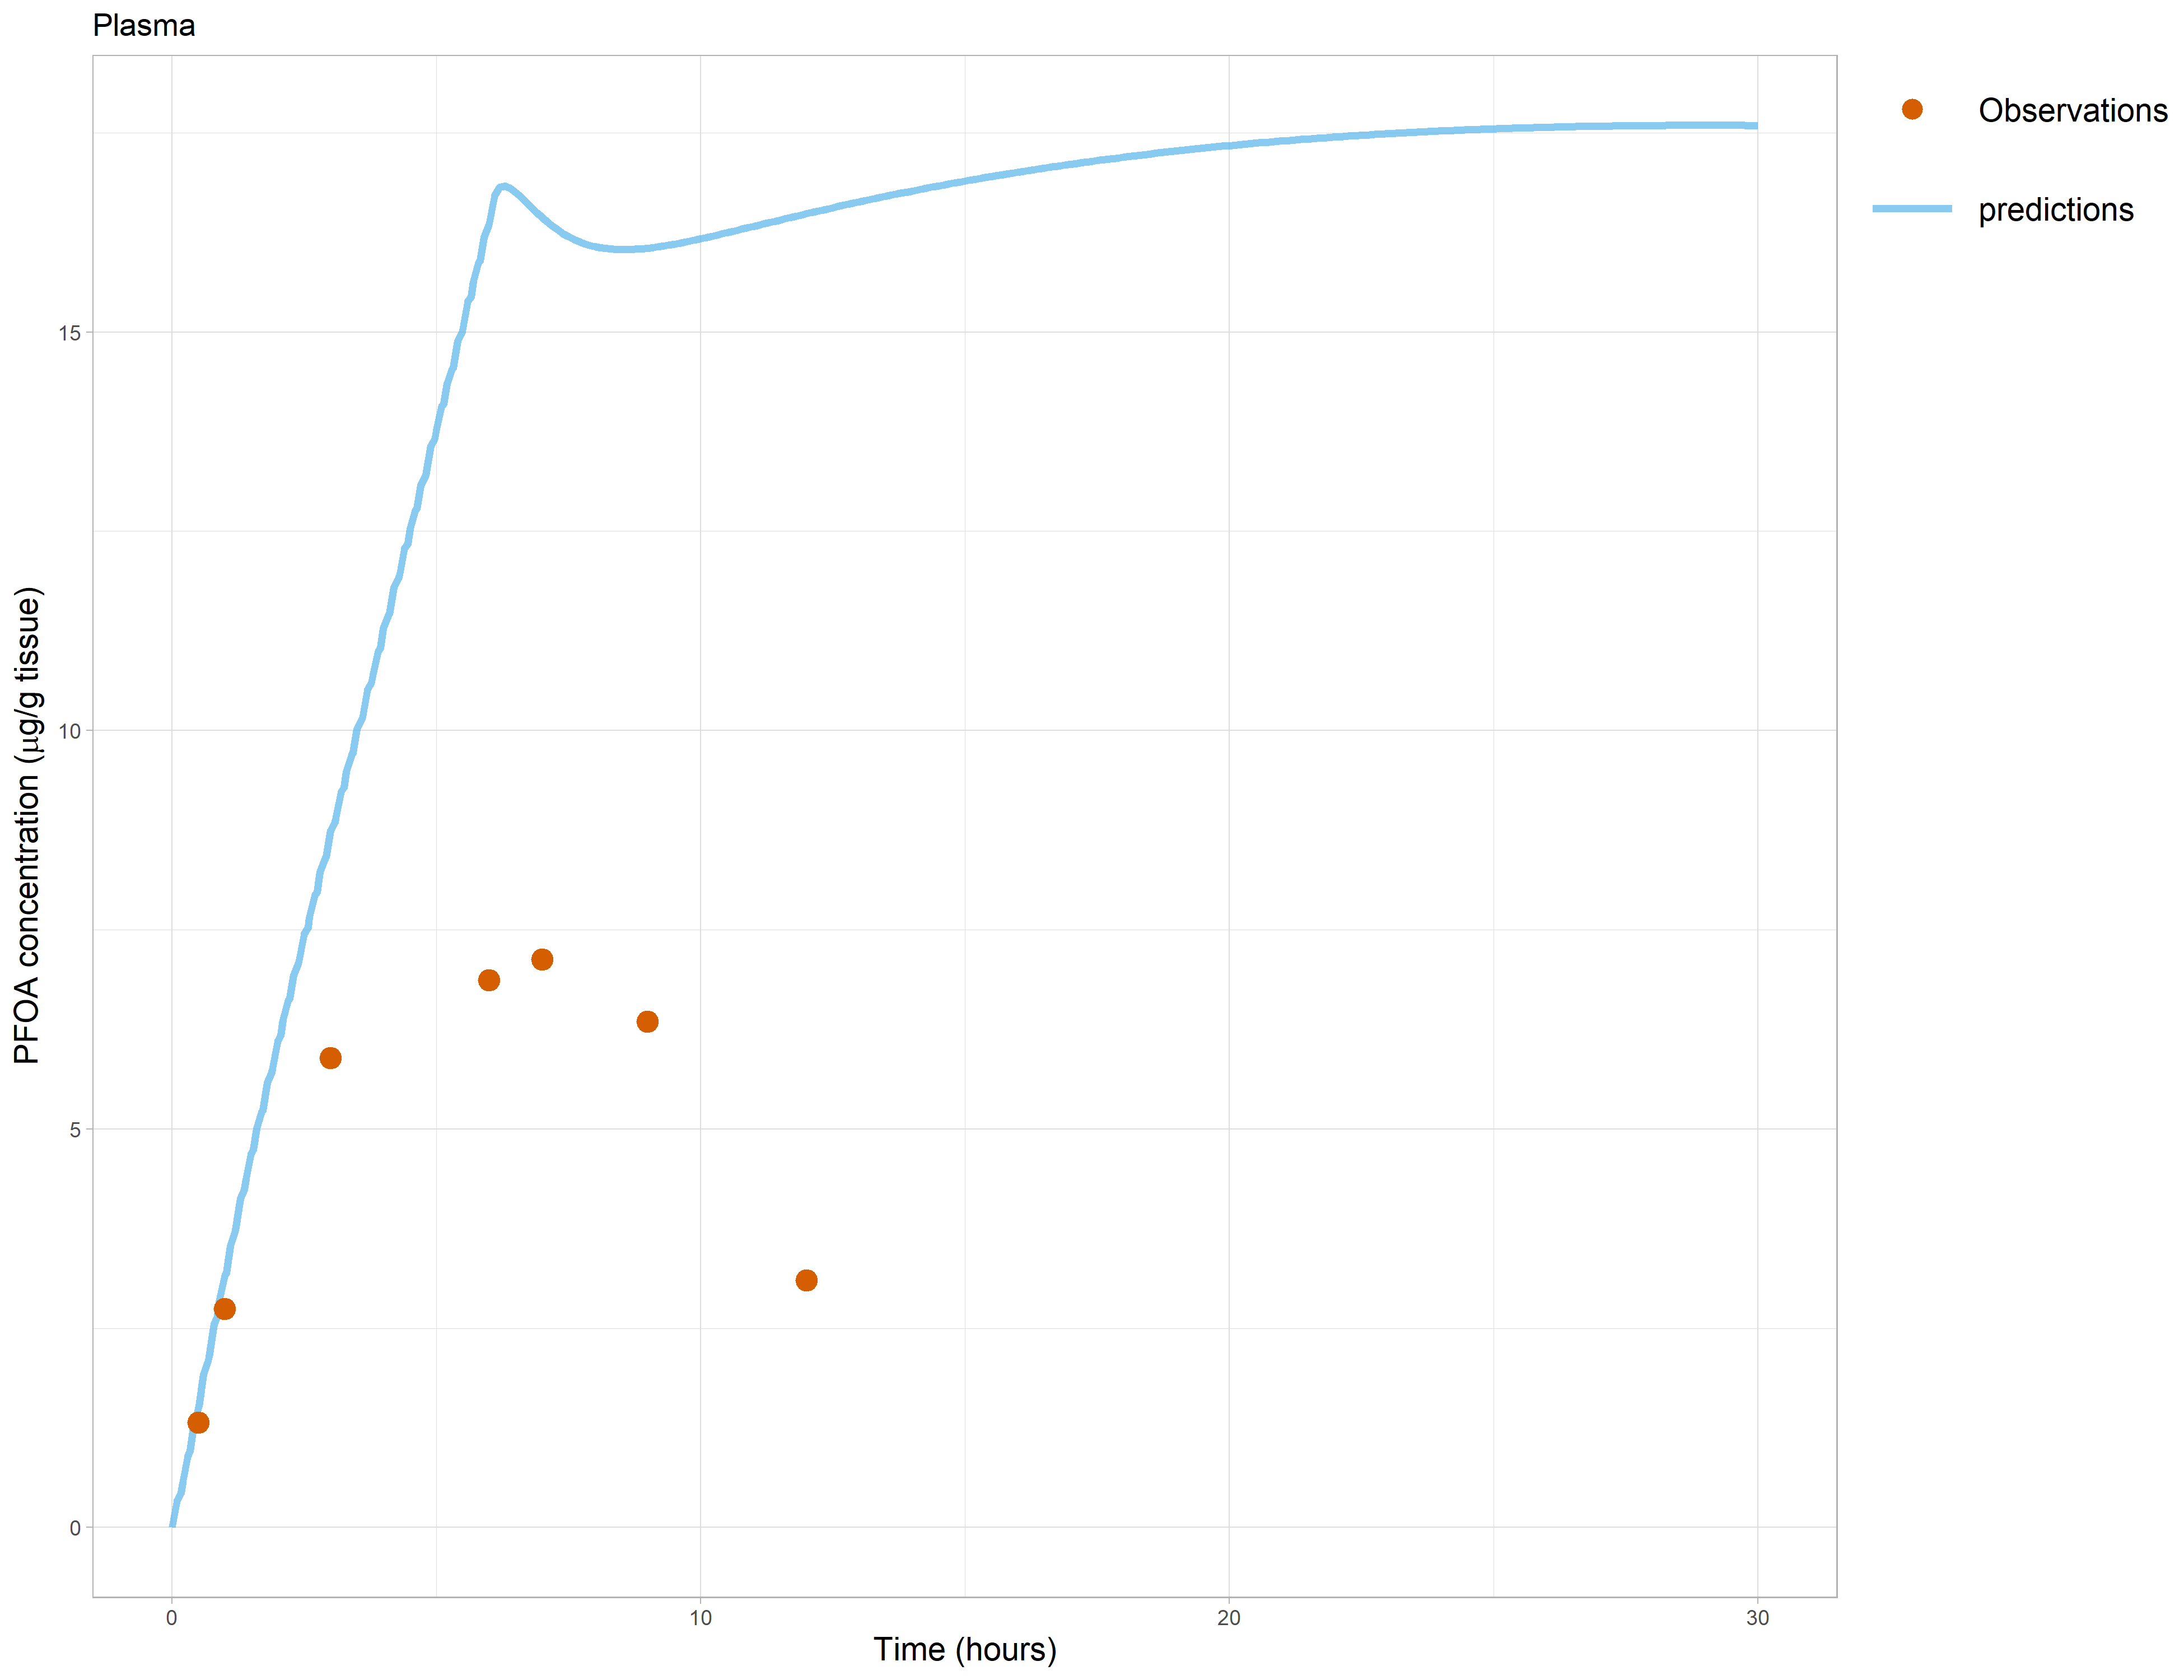 Plasma
Observations
predictions
PFOA concentration (μg/g tissue)
15
10
5
0
0 10 20 30
Time (hours)